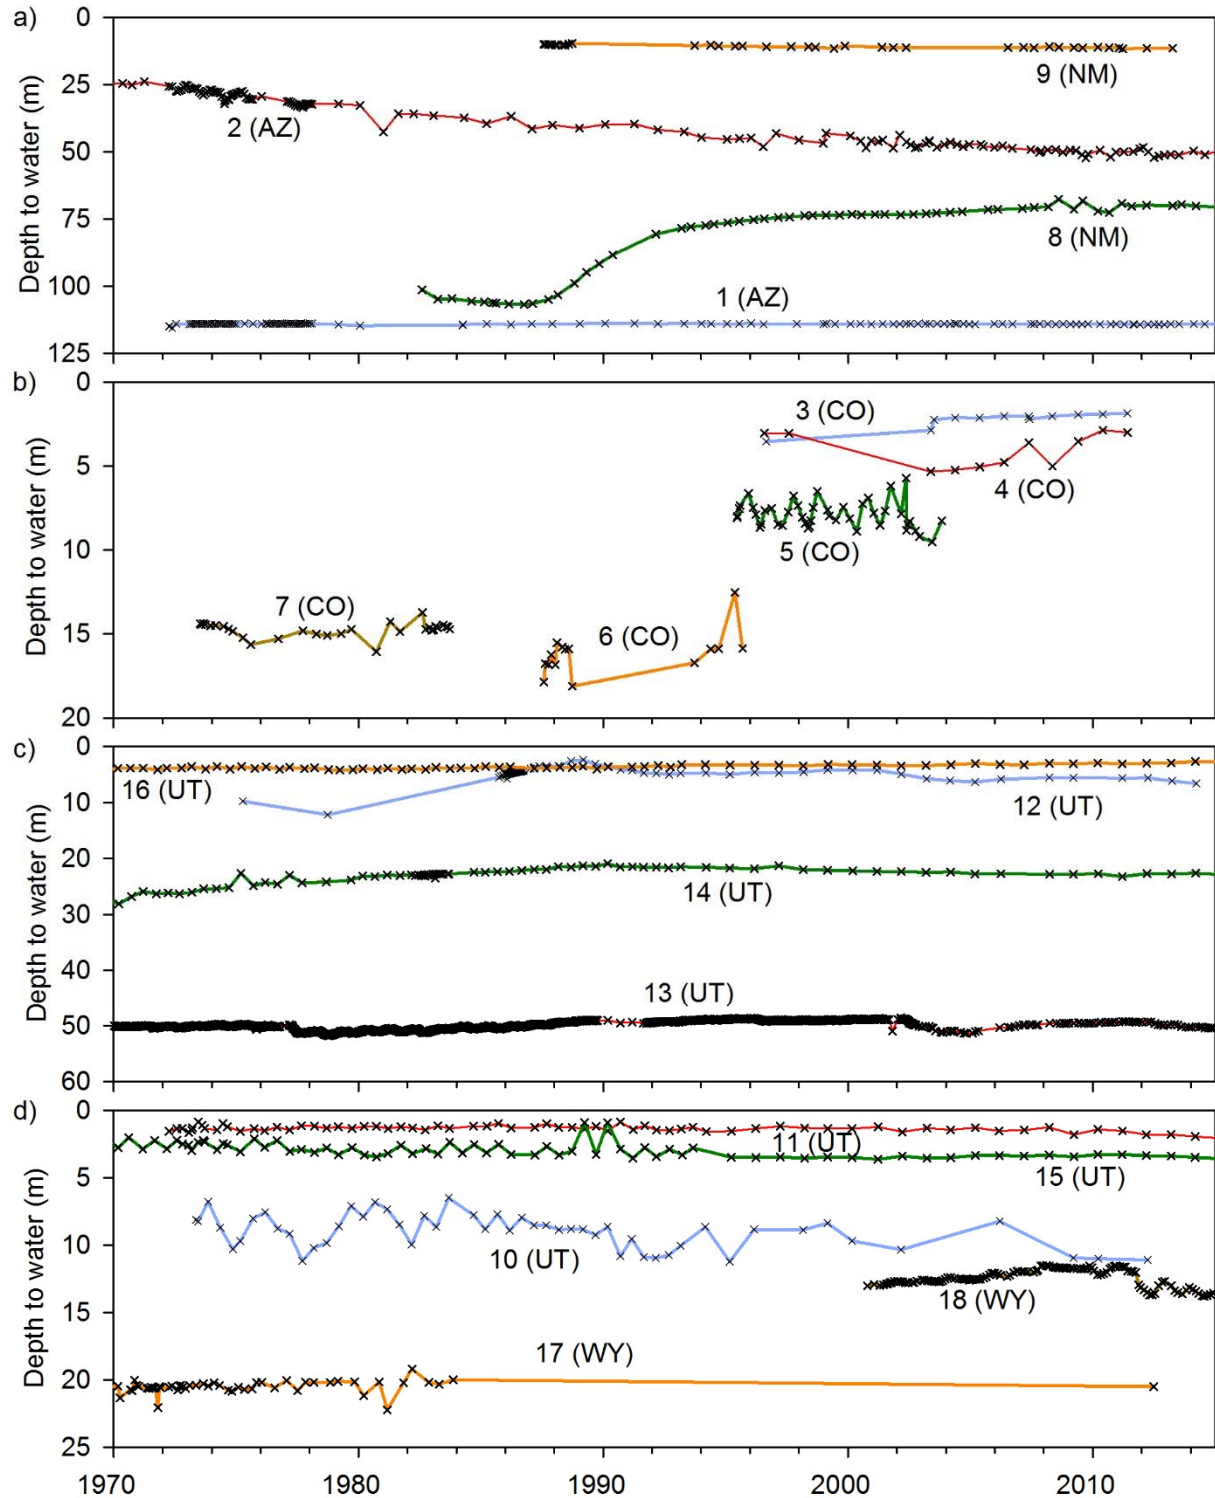 a)
Depth to water (m)
0
25
50
75
100
125
9 (NM)
2 (AZ)
8 (NM)
1 (AZ)
b)
Depth to water (m)
0
5
10
15
20
3 (CO)
4 (CO)
5 (CO)
7 (CO)
6 (CO)
c)
Depth to water (m)
0
10
20
30
40
50
60
16 (UT)
12 (UT)
14 (UT)
13 (UT)
d)
Depth to water (m)
0
5
10
15
20
25
11 (UT)
15 (UT)
10 (UT)
18 (WY)
17 (WY)
1970 1980 1990 2000 2010